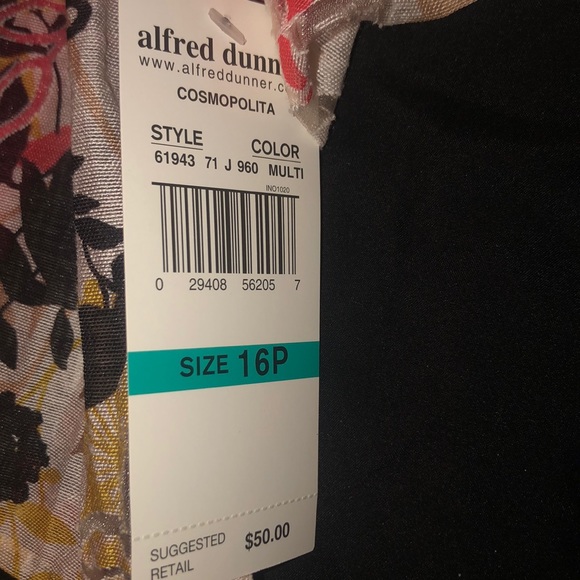 alfred dunn
www.alfreddunner.c
COSMOPOLITA
STYLE COLOR
61943 71 J 960 MULTI
INO1020
0 29408 56205 7
SIZE 16P
SUGGESTED RETAIL $50.00